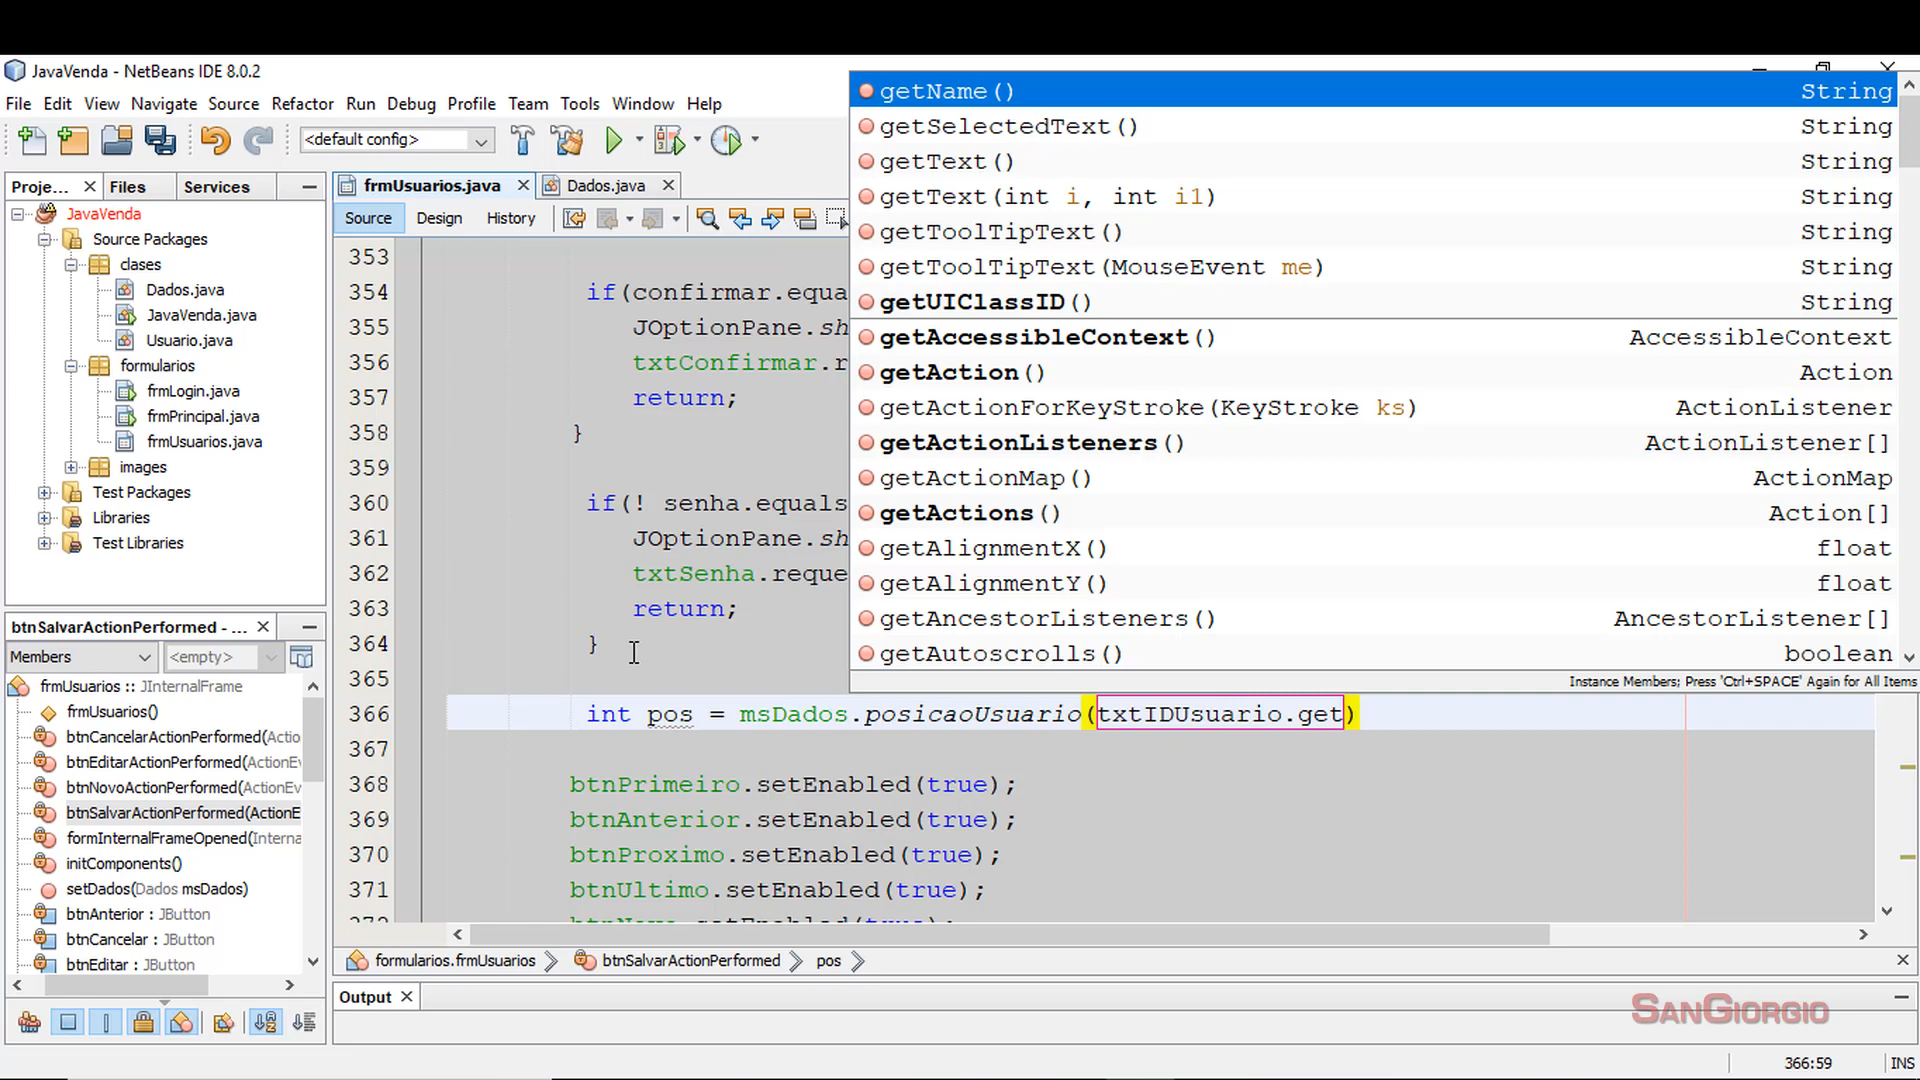 JavaVenda - NetBeans IDE 8.0.2
File Edit View Navigate Source Refactor Run Debug Profile Team Tools Window Help
<default config>
Proje... Files Services
JavaVenda
Source Packages
clases
Dados.java
JavaVenda.java
Usuario.java
formularios
frmLogin.java
frmPrincipal.java
frmUsuarios.java
images
Test Packages
Libraries
Test Libraries
btnSalvarActionPerformed - ...
Members <empty>
frmUsuarios :: JInternalFrame
frmUsuarios()
btnCancelarActionPerformed(Actio
btnEditarActionPerformed(ActionEv
btnNovoActionPerformed(ActionEv
btnSalvarActionPerformed(ActionE
formInternalFrameOpened(Interna
initComponents()
setDados(Dados msDados)
btnAnterior : JButton
btnCancelar : JButton
btnEditar : JButton
frmUsuarios.java Dados.java
Source Design History
353
354 if(confirmar.equa
355 JOptionPane.sh
356 txtConfirmar.r
357 return;
358 }
359
360 if(! senha.equals
361 JOptionPane.sh
362 txtSenha.reque
363 return;
364 }
365
366 int pos = msDados.posicaoUsuario(txtIDUsuario.get)
367
368 btnPrimeiro.setEnabled(true);
369 btnAnterior.setEnabled(true);
370 btnProximo.setEnabled(true);
371 btnUltimo.setEnabled(true);
372 btnNovo.setEnabled(true);
getName() String
getSelectedText() String
getText() String
getText(int i, int i1) String
getToolTipText() String
getToolTipText(MouseEvent me) String
getUIClassID() String
getAccessibleContext() AccessibleContext
getAction() Action
getActionForKeyStroke(KeyStroke ks) ActionListener
getActionListeners() ActionListener[]
getActionMap() ActionMap
getActions() Action[]
getAlignmentX() float
getAlignmentY() float
getAncestorListeners() AncestorListener[]
getAutoscrolls() boolean
Instance Members; Press 'Ctrl+SPACE' Again for All Items
formularios.frmUsuarios btnSalvarActionPerformed pos
Output
SANGIORGIO
366:59 INS